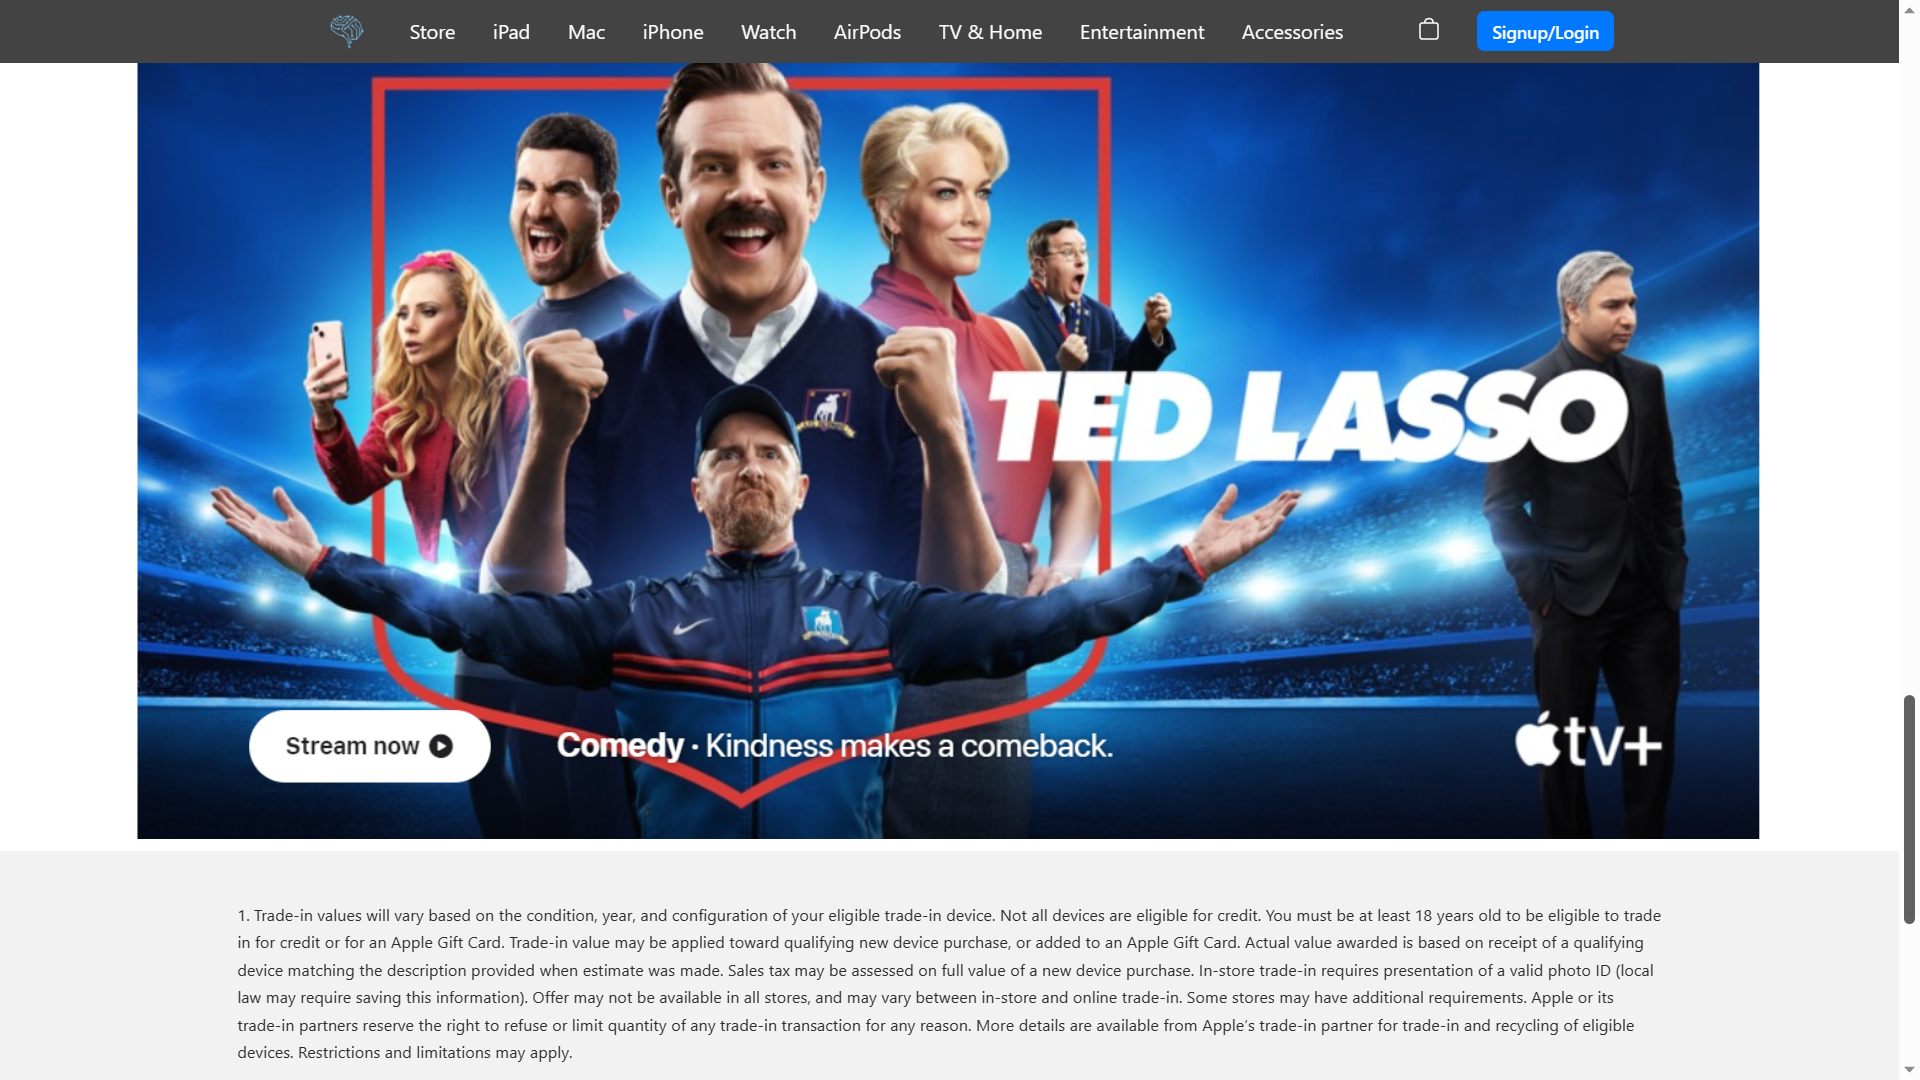 Store iPad Mac iPhone Watch AirPods TV & Home Entertainment Accessories Signup/Login
TED LASSO
Stream now Comedy · Kindness makes a comeback. tv+
1. Trade-in values will vary based on the condition, year, and configuration of your eligible trade-in device. Not all devices are eligible for credit. You must be at least 18 years old to be eligible to trade
in for credit or for an Apple Gift Card. Trade-in value may be applied toward qualifying new device purchase, or added to an Apple Gift Card. Actual value awarded is based on receipt of a qualifying
device matching the description provided when estimate was made. Sales tax may be assessed on full value of a new device purchase. In-store trade-in requires presentation of a valid photo ID (local
law may require saving this information). Offer may not be available in all stores, and may vary between in-store and online trade-in. Some stores may have additional requirements. Apple or its
trade-in partners reserve the right to refuse or limit quantity of any trade-in transaction for any reason. More details are available from Apple’s trade-in partner for trade-in and recycling of eligible
devices. Restrictions and limitations may apply.